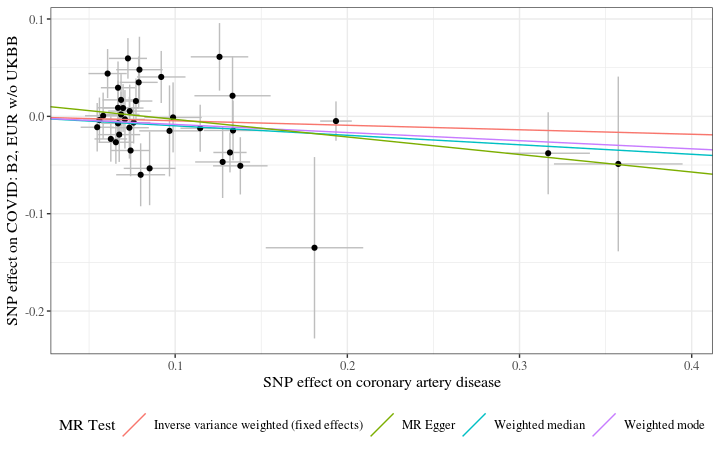 SNP effect on COVID: B2, EUR w/o UKBB
0.1
0.0
-0.1
-0.2
0.1
0.2
0.3
0.4
SNP effect on coronary artery disease
MR Test
Inverse variance weighted (fixed effects)
MR Egger
Weighted median
Weighted mode